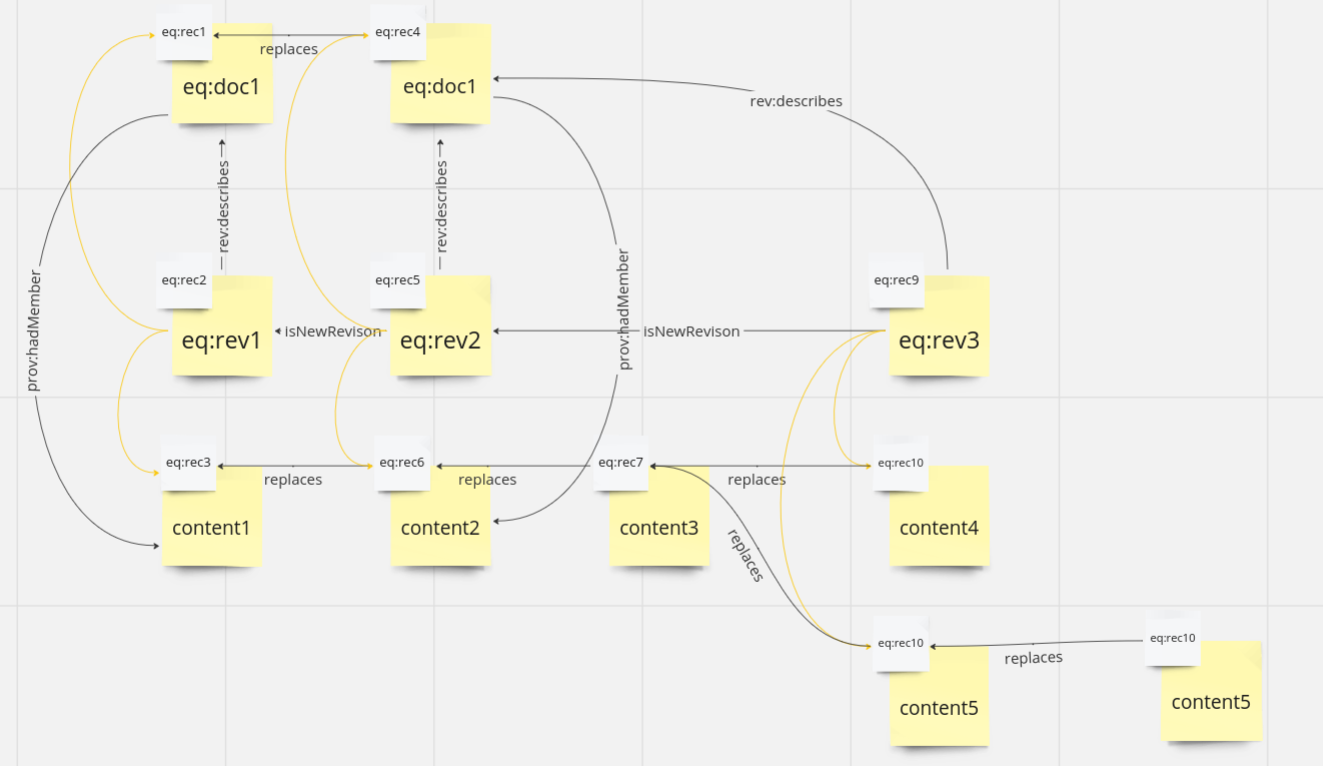 eq:rec1
replaces
eq:rec4
eq:doc1
eq:doc1
rev:describes
rev:describes
rev:describes
prov:hadMember
prov:hadMember
eq:rec2
eq:rec5
eq:rec9
eq:rev1
isNewRevison
eq:rev2
isNewRevison
eq:rev3
eq:rec3
replaces
eq:rec6
replaces
eq:rec7
replaces
eq:rec10
content1
content2
content3
content4
replaces
eq:rec10
replaces
eq:rec10
content5
content5